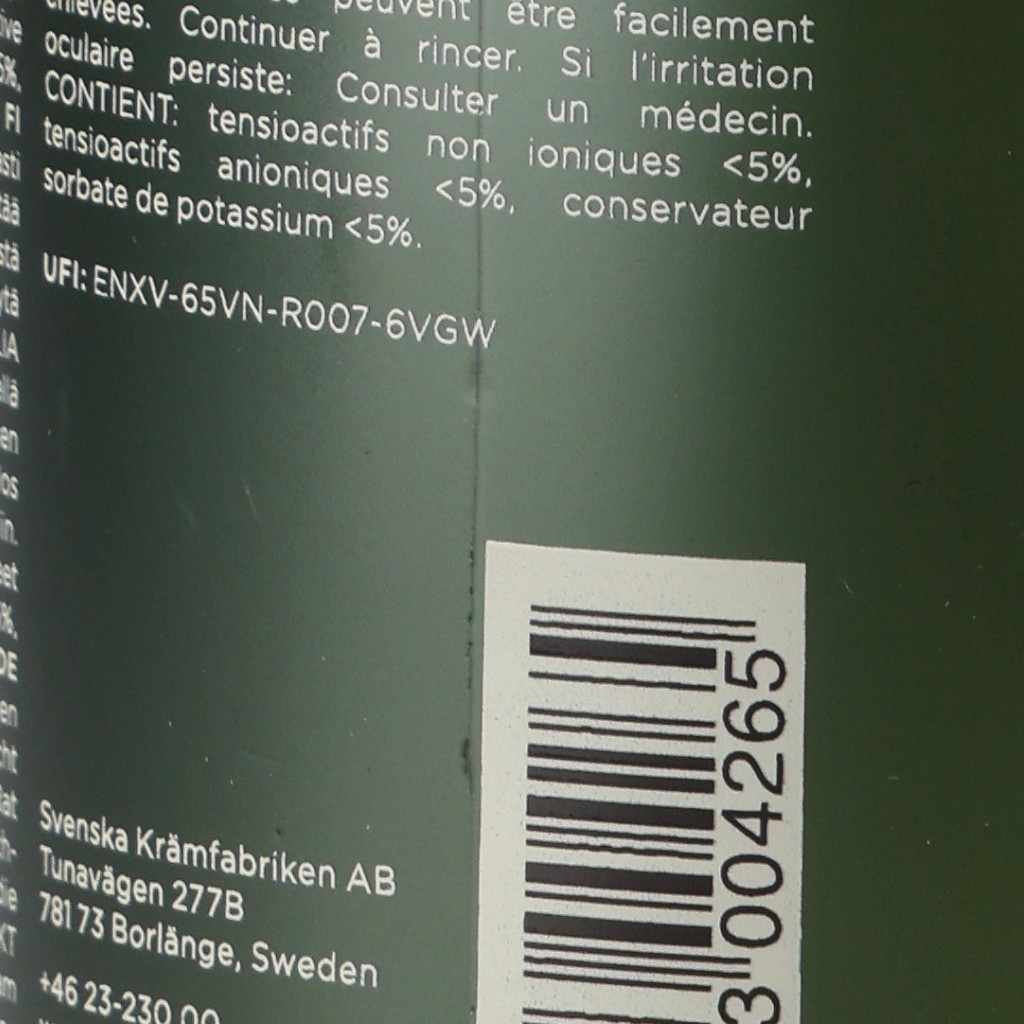 peuvent être facilement
Continuer à rincer. Si l'irritation
oculaire persiste: Consulter un médecin.
CONTIENT: tensioactifs non ioniques <5%,
tensioactifs anioniques <5%, conservateur
sorbate de potassium <5%.
UFI: ENXV-65VN-R007-6VGW
Svenska Krämfabriken AB
Tunavägen 277B
781 73 Borlänge, Sweden
+46 23-230 00
3 004265